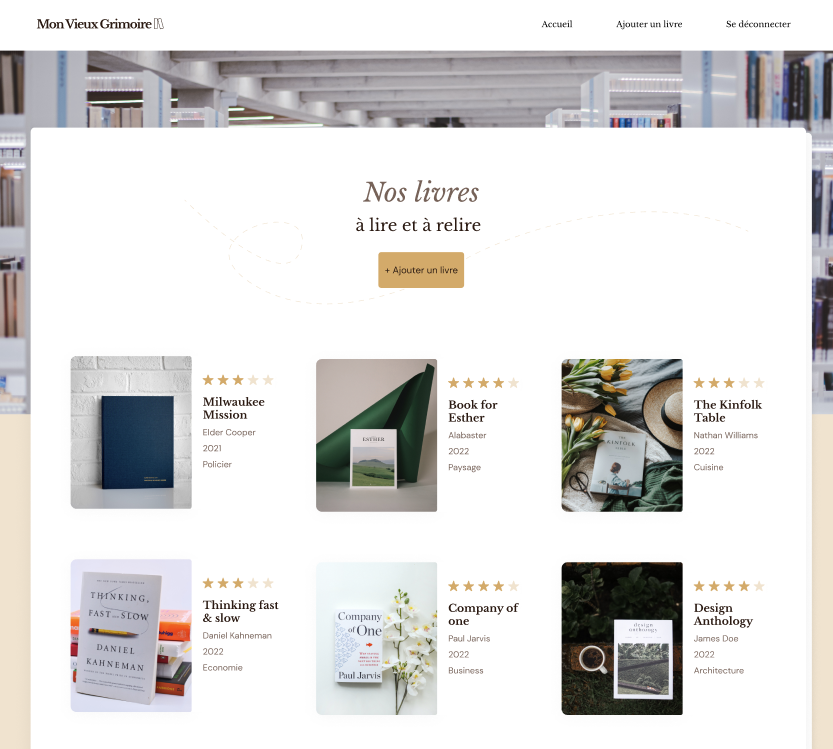 Mon Vieux Grimoire
Accueil
Ajouter un livre
Se déconnecter
Nos livres
à lire et à relire
+ Ajouter un livre
Milwaukee
Mission
Elder Cooper
2021
Policier
ESTHER
Book for
Esther
Alabaster
2022
Paysage
KINFOLK
The Kinfolk
Table
Nathan Williams
2022
Cuisine
THINKING,
FAST AND SLOW
DANIEL
KAHNEMAN
Thinking fast
& slow
Daniel Kahneman
2022
Economie
Company
of One
Paul Jarvis
Company of
one
Paul Jarvis
2022
Business
design
anthology
Design
Anthology
James Doe
2022
Architecture